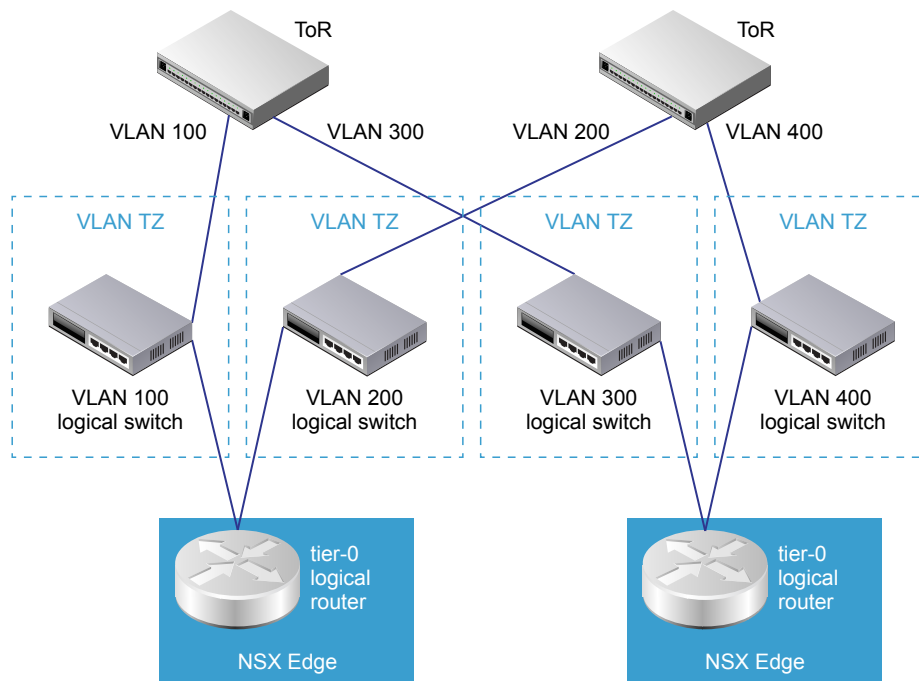 ToR
ToR
VLAN 100
VLAN 300
VLAN 200
VLAN 400
VLAN TZ
VLAN TZ
VLAN TZ
VLAN TZ
VLAN 100
logical switch
VLAN 200
logical switch
VLAN 300
logical switch
VLAN 400
logical switch
tier-0
logical
router
NSX Edge
tier-0
logical
router
NSX Edge